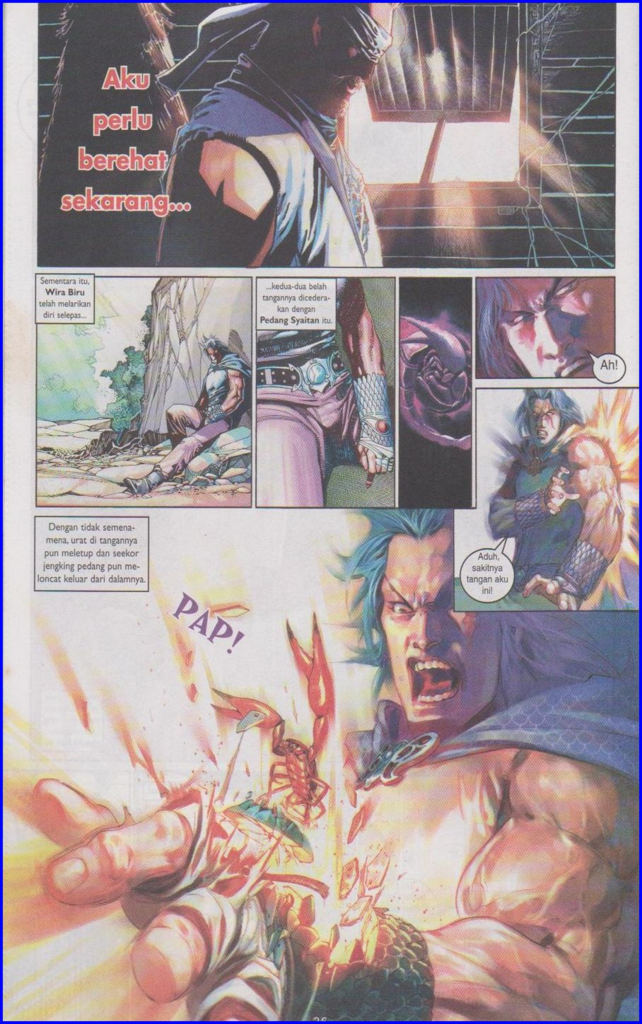 Aku
perlu
berehat
sekarang...
Sementara itu,
Wira Biru
telah melarikan
diri selepas...
...kedua-dua belah
tangannya dicedera-
kan dengan
Pedang Syaitan itu.
Ah!
Aduh,
sakitnya
tangan aku
ini!
Dengan tidak semena-
mena, urat di tangannya
pun meletup dan seekor
jengking pedang pun me-
loncat keluar dari dalamnya.
PAP!